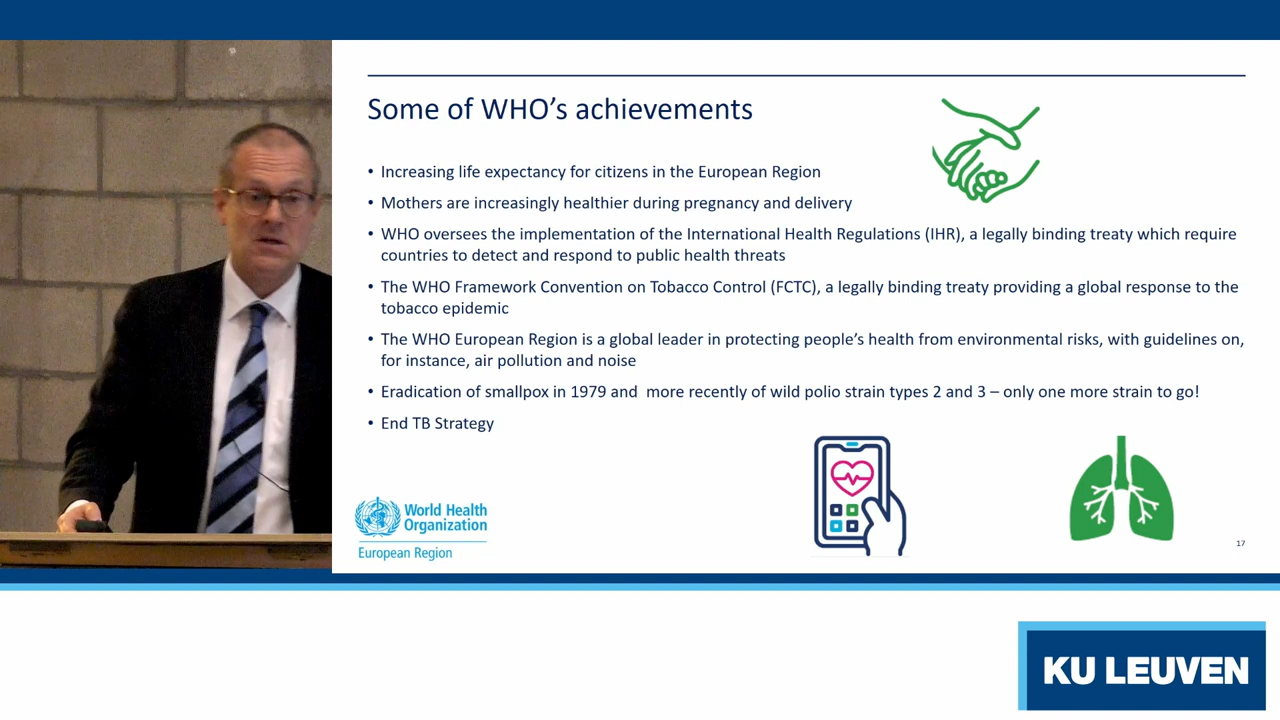 Some of WHO's achievements
• Increasing life expectancy for citizens in the European Region
• Mothers are increasingly healthier during pregnancy and delivery
• WHO oversees the implementation of the International Health Regulations (IHR), a legally binding treaty which require
countries to detect and respond to public health threats
• The WHO Framework Convention on Tobacco Control (FCTC), a legally binding treaty providing a global response to the
tobacco epidemic
• The WHO European Region is a global leader in protecting people's health from environmental risks, with guidelines on,
for instance, air pollution and noise
• Eradication of smallpox in 1979 and  more recently of wild polio strain types 2 and 3 – only one more strain to go!
• End TB Strategy
World Health
Organization
European Region
17
KU LEUVEN